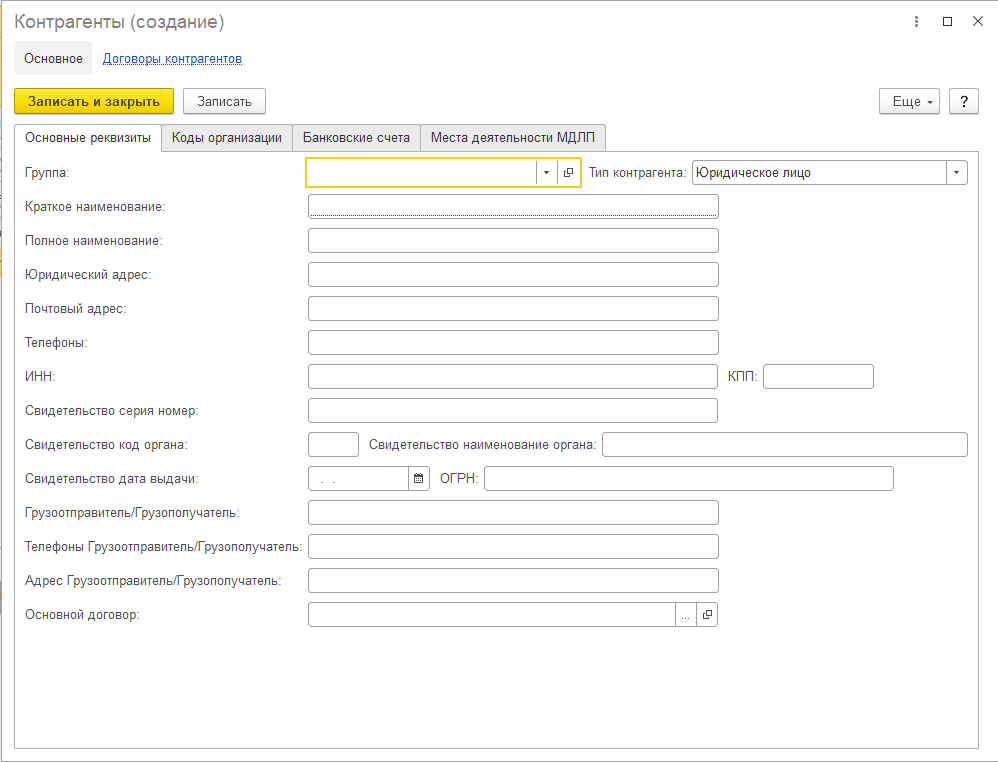 Контрагенты (создание)
Основное Договоры контрагентов
Записать и закрыть Записать Еще ?
Основные реквизиты Коды организации Банковские счета Места деятельности МДЛП
Группа: Тип контрагента: Юридическое лицо
Краткое наименование:
Полное наименование:
Юридический адрес:
Почтовый адрес:
Телефоны:
ИНН: КПП:
Свидетельство серия номер:
Свидетельство код органа: Свидетельство наименование органа:
Свидетельство дата выдачи: . . ОГРН:
Грузоотправитель/Грузополучатель:
Телефоны Грузоотправитель/Грузополучатель:
Адрес Грузоотправитель/Грузополучатель:
Основной договор: ...